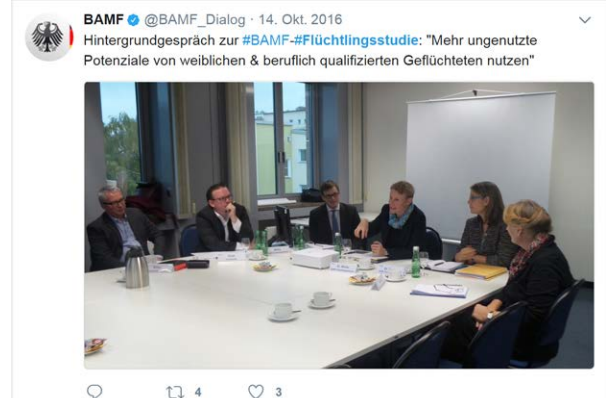 BAMF @BAMF_Dialog · 14. Okt. 2016
Hintergrundgespräch zur #BAMF-#Flüchtlingsstudie: "Mehr ungenutzte
Potenziale von weiblichen & beruflich qualifizierten Geflüchteten nutzen"
4 3